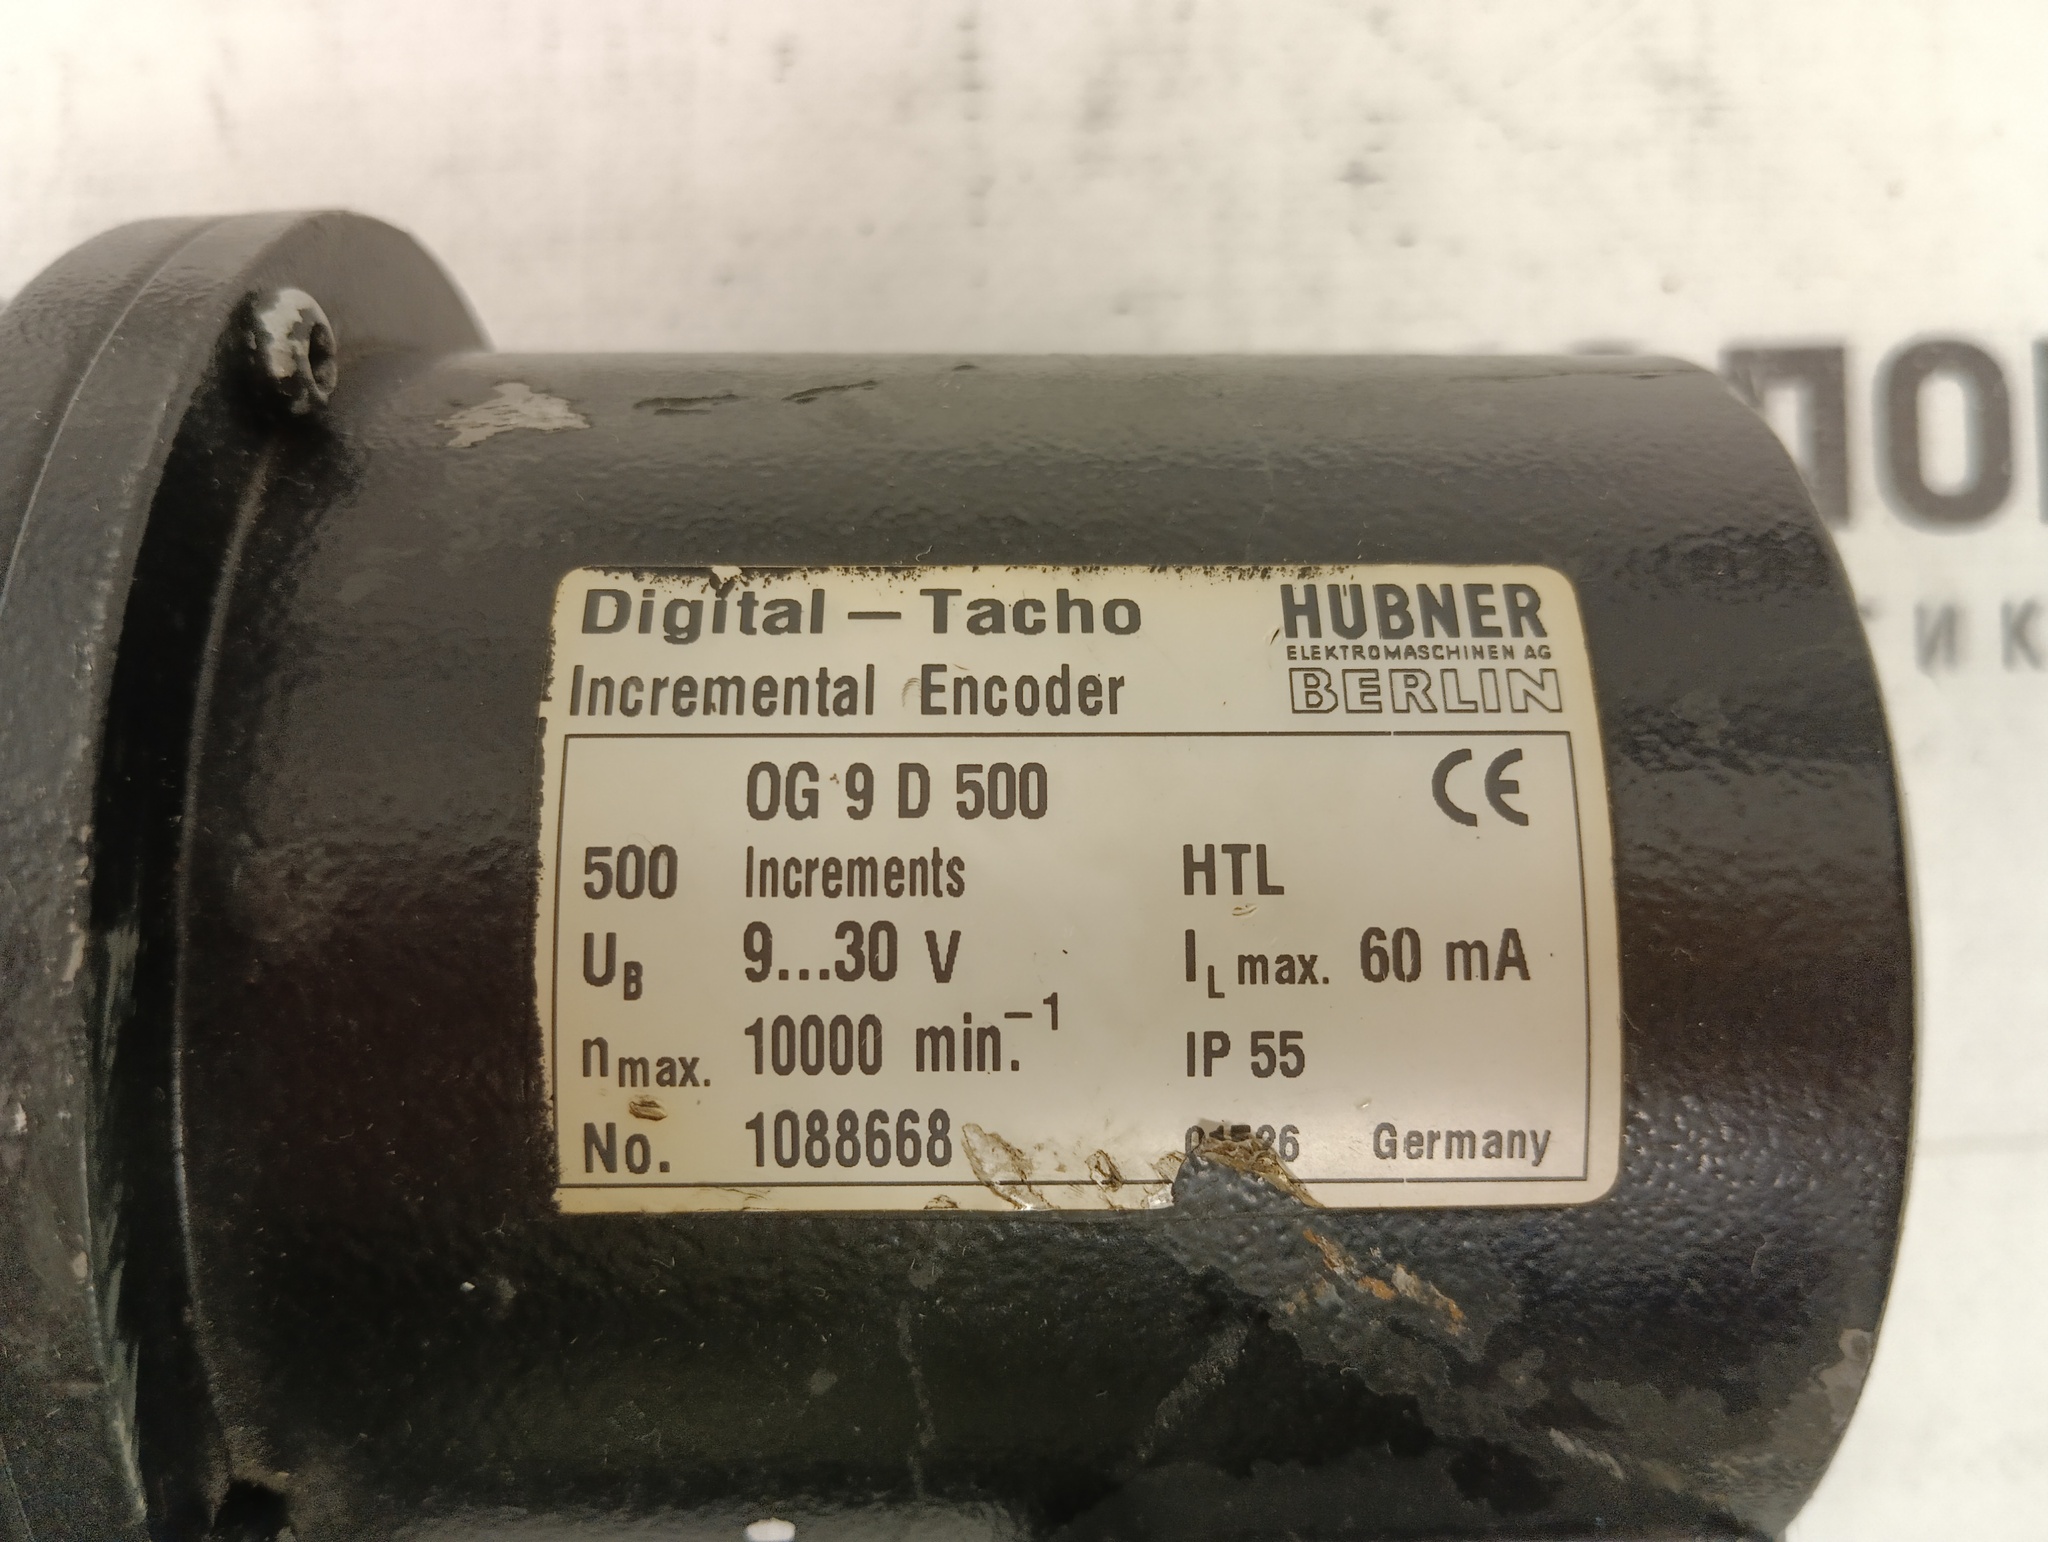 Digital – Tacho
Incremental Encoder
HÜBNER
ELEKTROMASCHINEN AG
BERLIN
OG 9 D 500
CE
500 Increments HTL
UB 9...30 V IL max. 60 mA
nmax. 10000 min.⁻¹ IP 55
No. 1088668 Germany